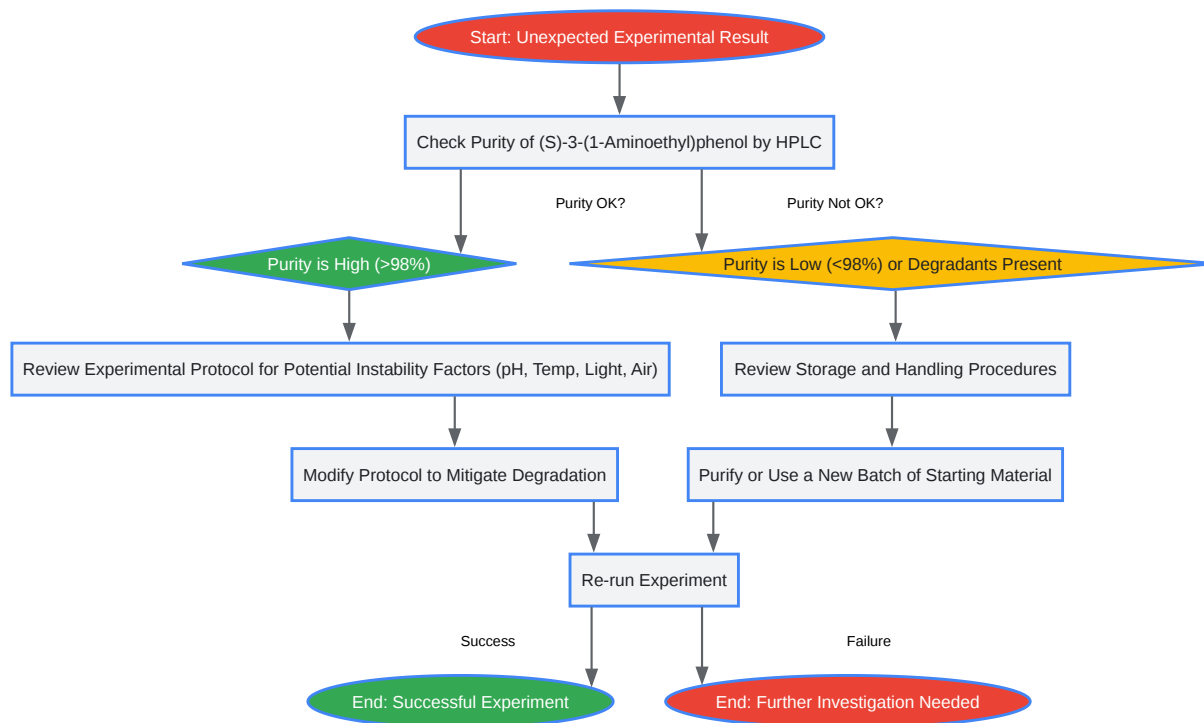 Start: Unexpected Experimental Result
Check Purity of (S)-3-(1-Aminoethyl)phenol by HPLC
Purity OK?
Purity Not OK?
Purity is High (>98%)
Purity is Low (<98%) or Degradants Present
Review Experimental Protocol for Potential Instability Factors (pH, Temp, Light, Air)
Review Storage and Handling Procedures
Modify Protocol to Mitigate Degradation
Purify or Use a New Batch of Starting Material
Re-run Experiment
Success
Failure
End: Successful Experiment
End: Further Investigation Needed